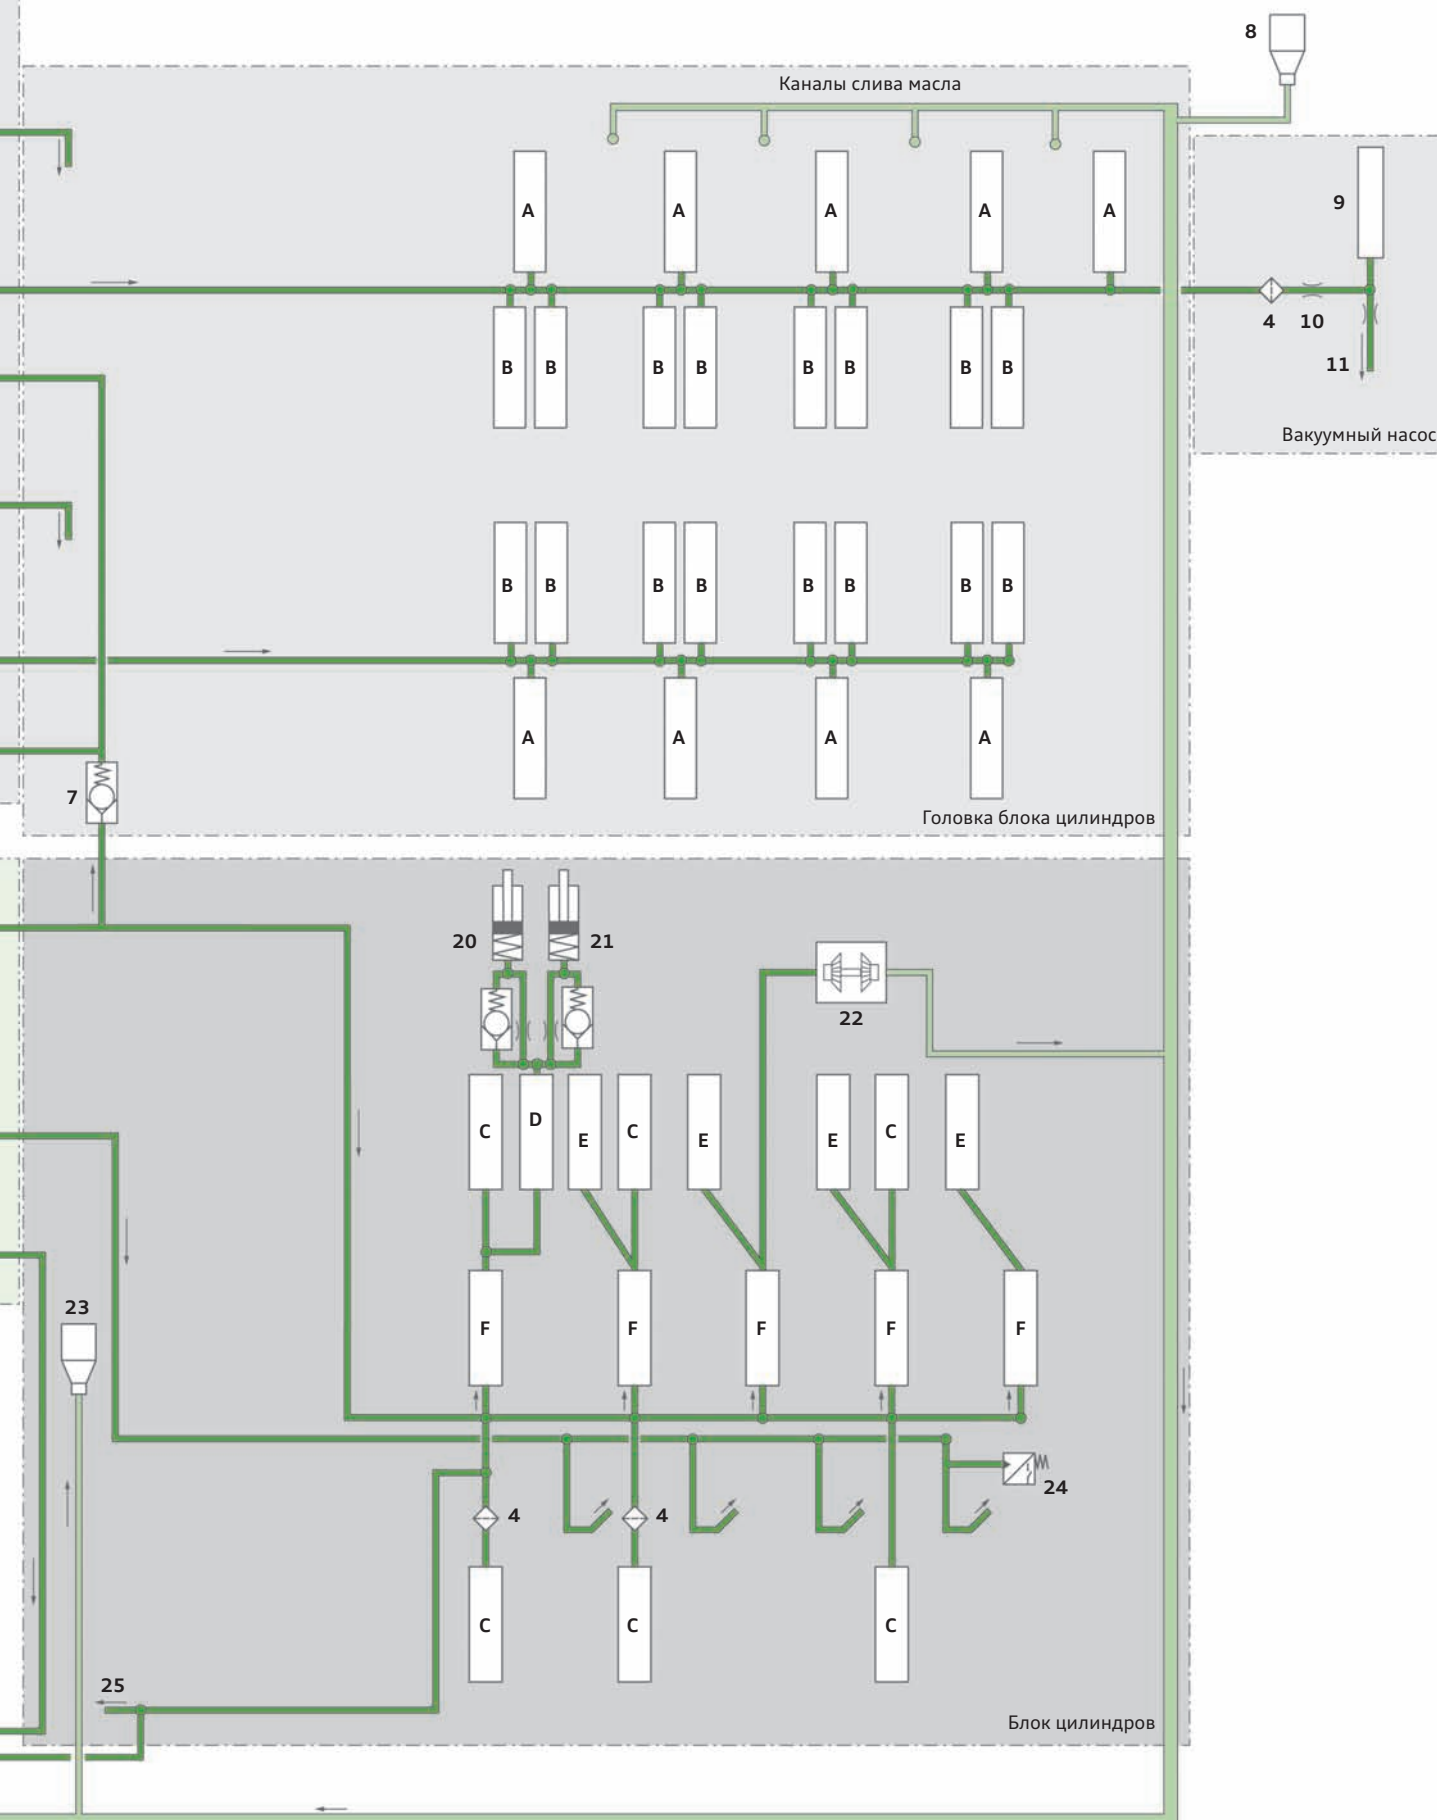 8
Каналы слива масла
A A A A A
9
4 10
11
B B B B B B B B
Вакуумный насос
B B B B B B B B
A A A A
7
Головка блока цилиндров
20 21
22
C D E C E E C E
23
F F F F F
24
4 4
C C C
25
Блок цилиндров